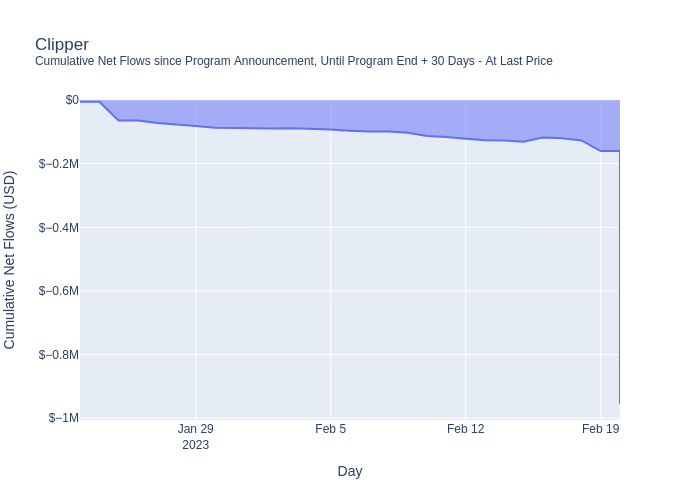 Clipper
Cumulative Net Flows since Program Announcement, Until Program End + 30 Days - At Last Price
Cumulative Net Flows (USD)
$0
$−0.2M
$−0.4M
$−0.6M
$−0.8M
$−1M
Jan 29
2023
Feb 5
Feb 12
Feb 19
Day